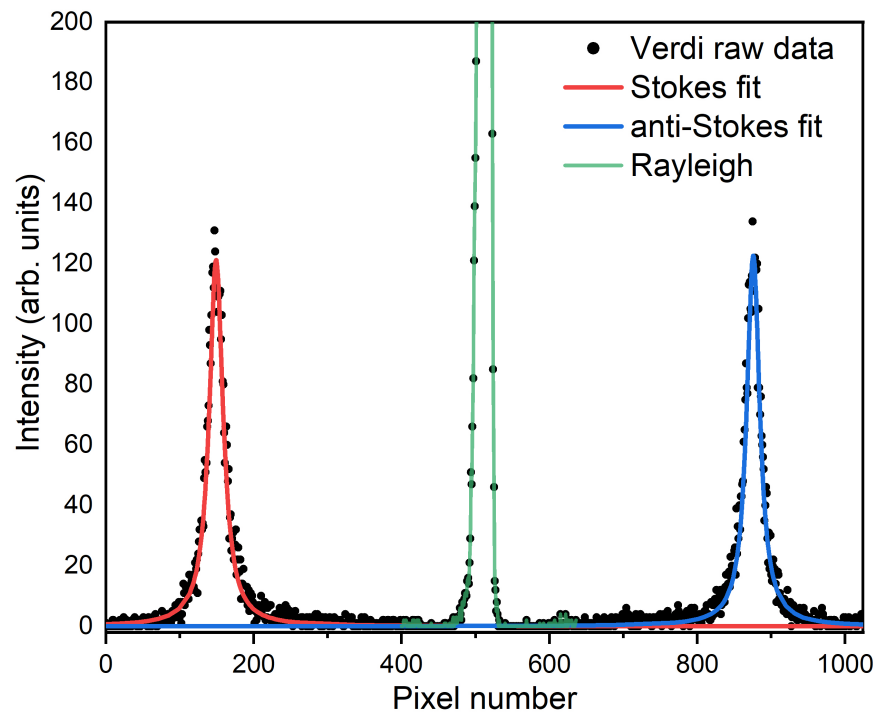 Verdi raw data
Stokes fit
anti-Stokes fit
Rayleigh
Intensity (arb. units)
200
180
160
140
120
100
80
60
40
20
0
0 200 400 600 800 1000
Pixel number